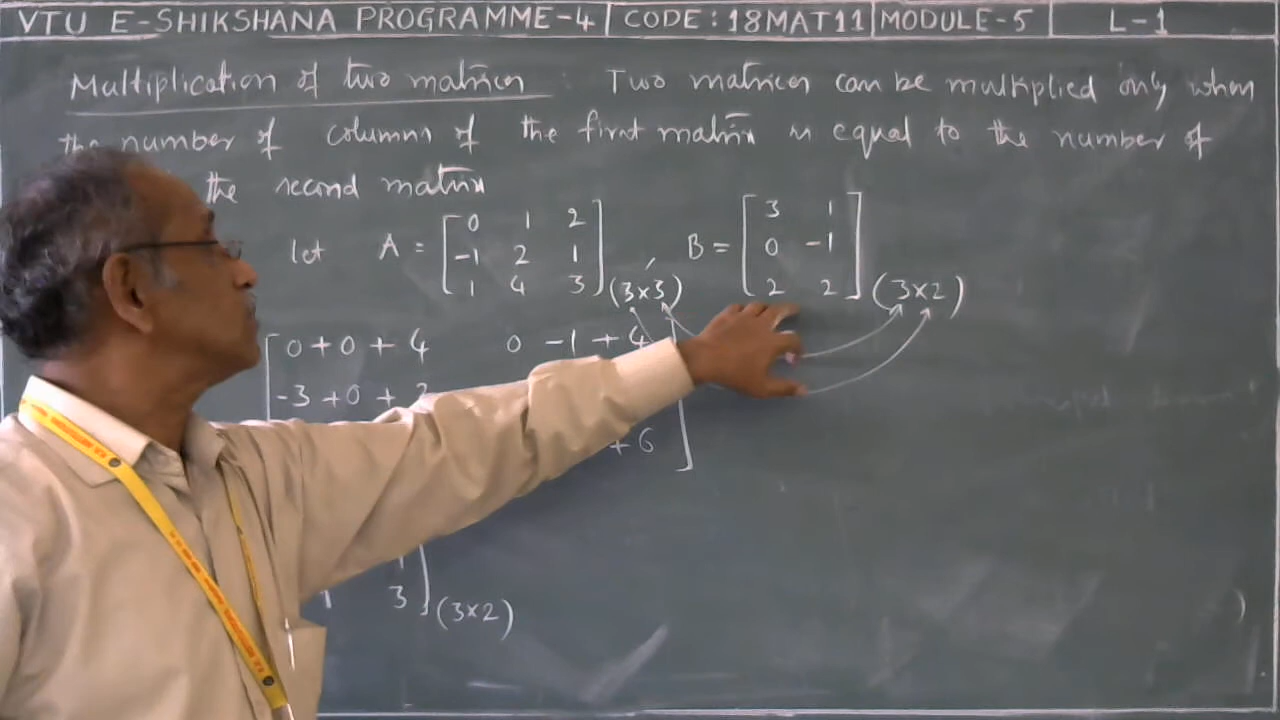 VTU E-SHIKSHANA PROGRAMME-4 | CODE: 18MAT11 | MODULE-5 | L-1
Multiplication of two matrices : Two matrices can be multiplied only when
the number of columns of the first matrix is equal to the number of
the second matrix
let A = [0 1 2 B = [3 1
-1 2 1 0 -1
1 4 3] (3×3) , 2 2] (3×2)
[0+0+4 0-1+4
-3+0+2
+6]
1 3] (3×2)
)